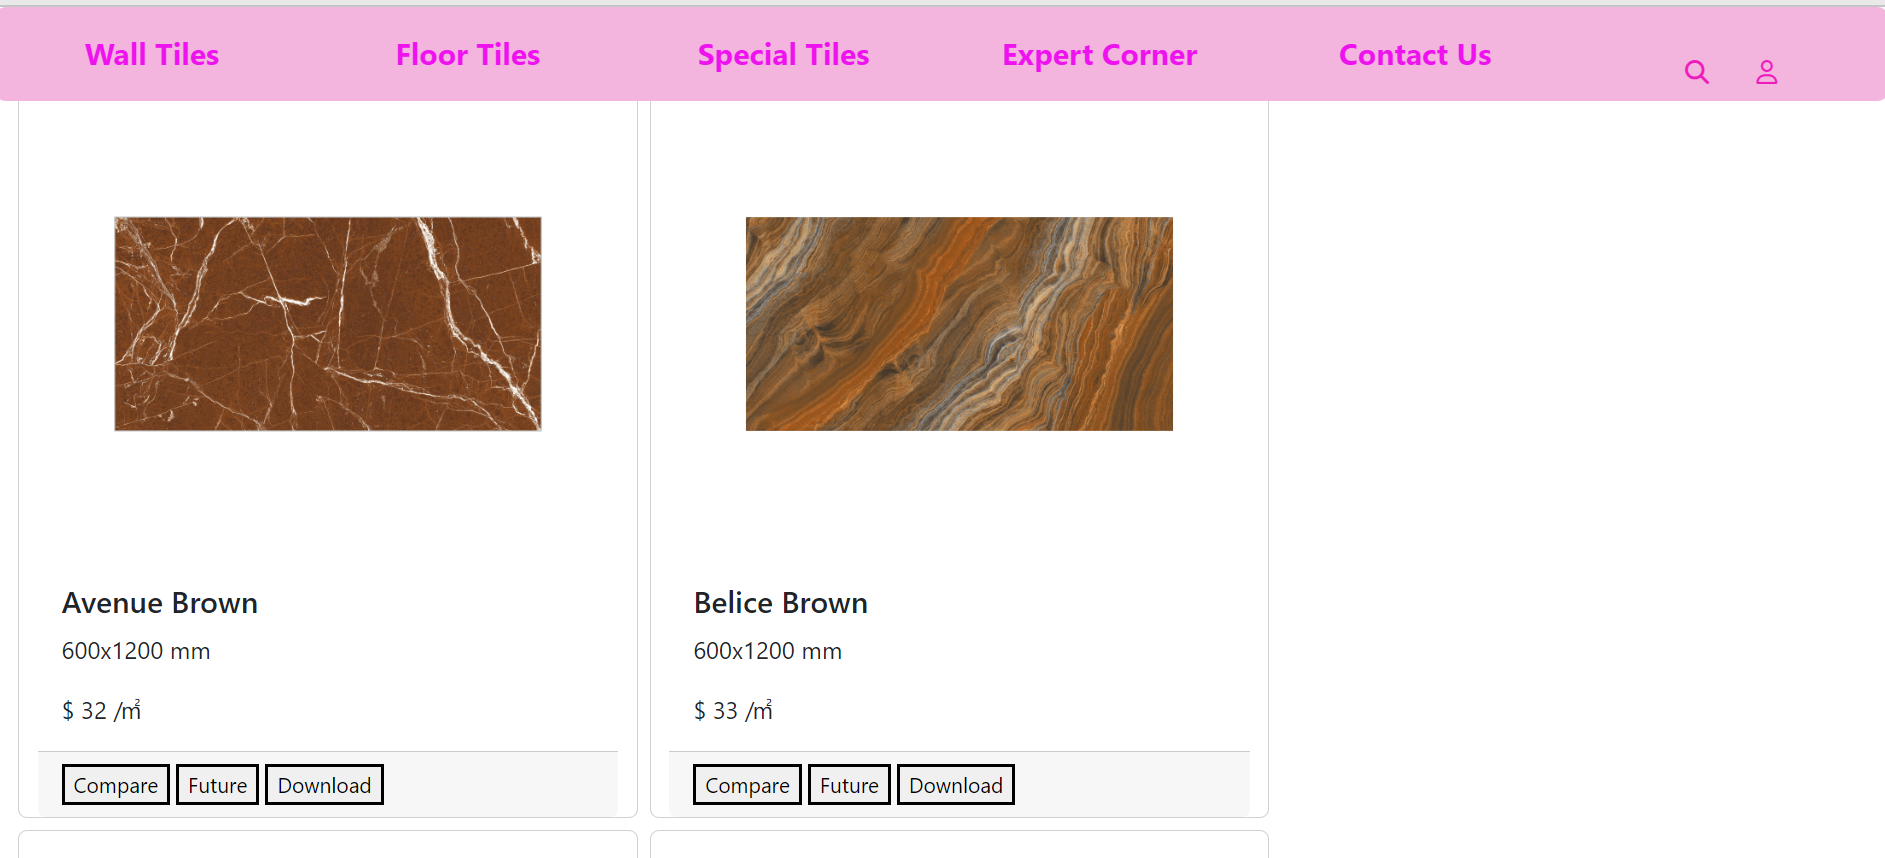 Wall Tiles Floor Tiles Special Tiles Expert Corner Contact Us
Avenue Brown
600x1200 mm
$ 32 /㎡
Compare Future Download
Belice Brown
600x1200 mm
$ 33 /㎡
Compare Future Download